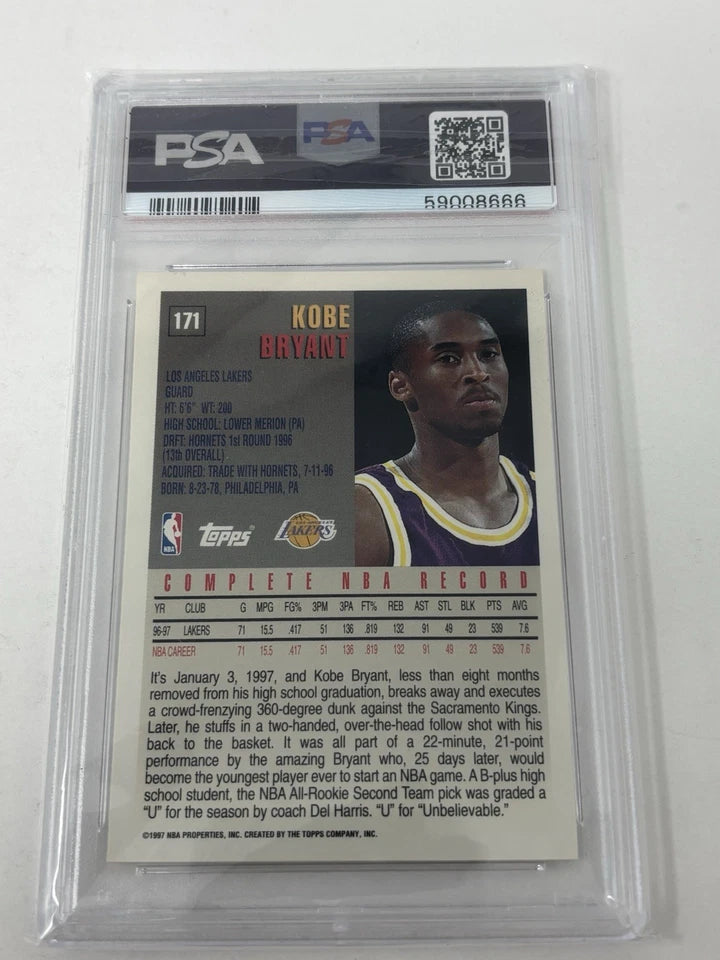 PSA PSA
59008666
171 KOBE
BRYANT
LOS ANGELES LAKERS
GUARD
HT: 6'6" WT: 200
HIGH SCHOOL: LOWER MERION (PA)
DRFT: HORNETS 1st ROUND 1996
(13th OVERALL)
ACQUIRED: TRADE WITH HORNETS, 7-11-96
BORN: 8-23-78, PHILADELPHIA, PA
NBA Topps® LAKERS
COMPLETE NBA RECORD
YR CLUB G MPG FG% 3PM 3PA FT% REB AST STL BLK PTS AVG
96-97 LAKERS 71 15.5 .417 51 136 .819 132 91 49 23 539 7.6
NBA CAREER 71 15.5 .417 51 136 .819 132 91 49 23 539 7.6
It's January 3, 1997, and Kobe Bryant, less than eight months
removed from his high school graduation, breaks away and executes
a crowd-frenzying 360-degree dunk against the Sacramento Kings.
Later, he stuffs in a two-handed, over-the-head follow shot with his
back to the basket. It was all part of a 22-minute, 21-point
performance by the amazing Bryant who, 25 days later, would
become the youngest player ever to start an NBA game. A B-plus high
school student, the NBA All-Rookie Second Team pick was graded a
"U" for the season by coach Del Harris. "U" for "Unbelievable."
©1997 NBA PROPERTIES, INC. CREATED BY THE TOPPS COMPANY, INC.